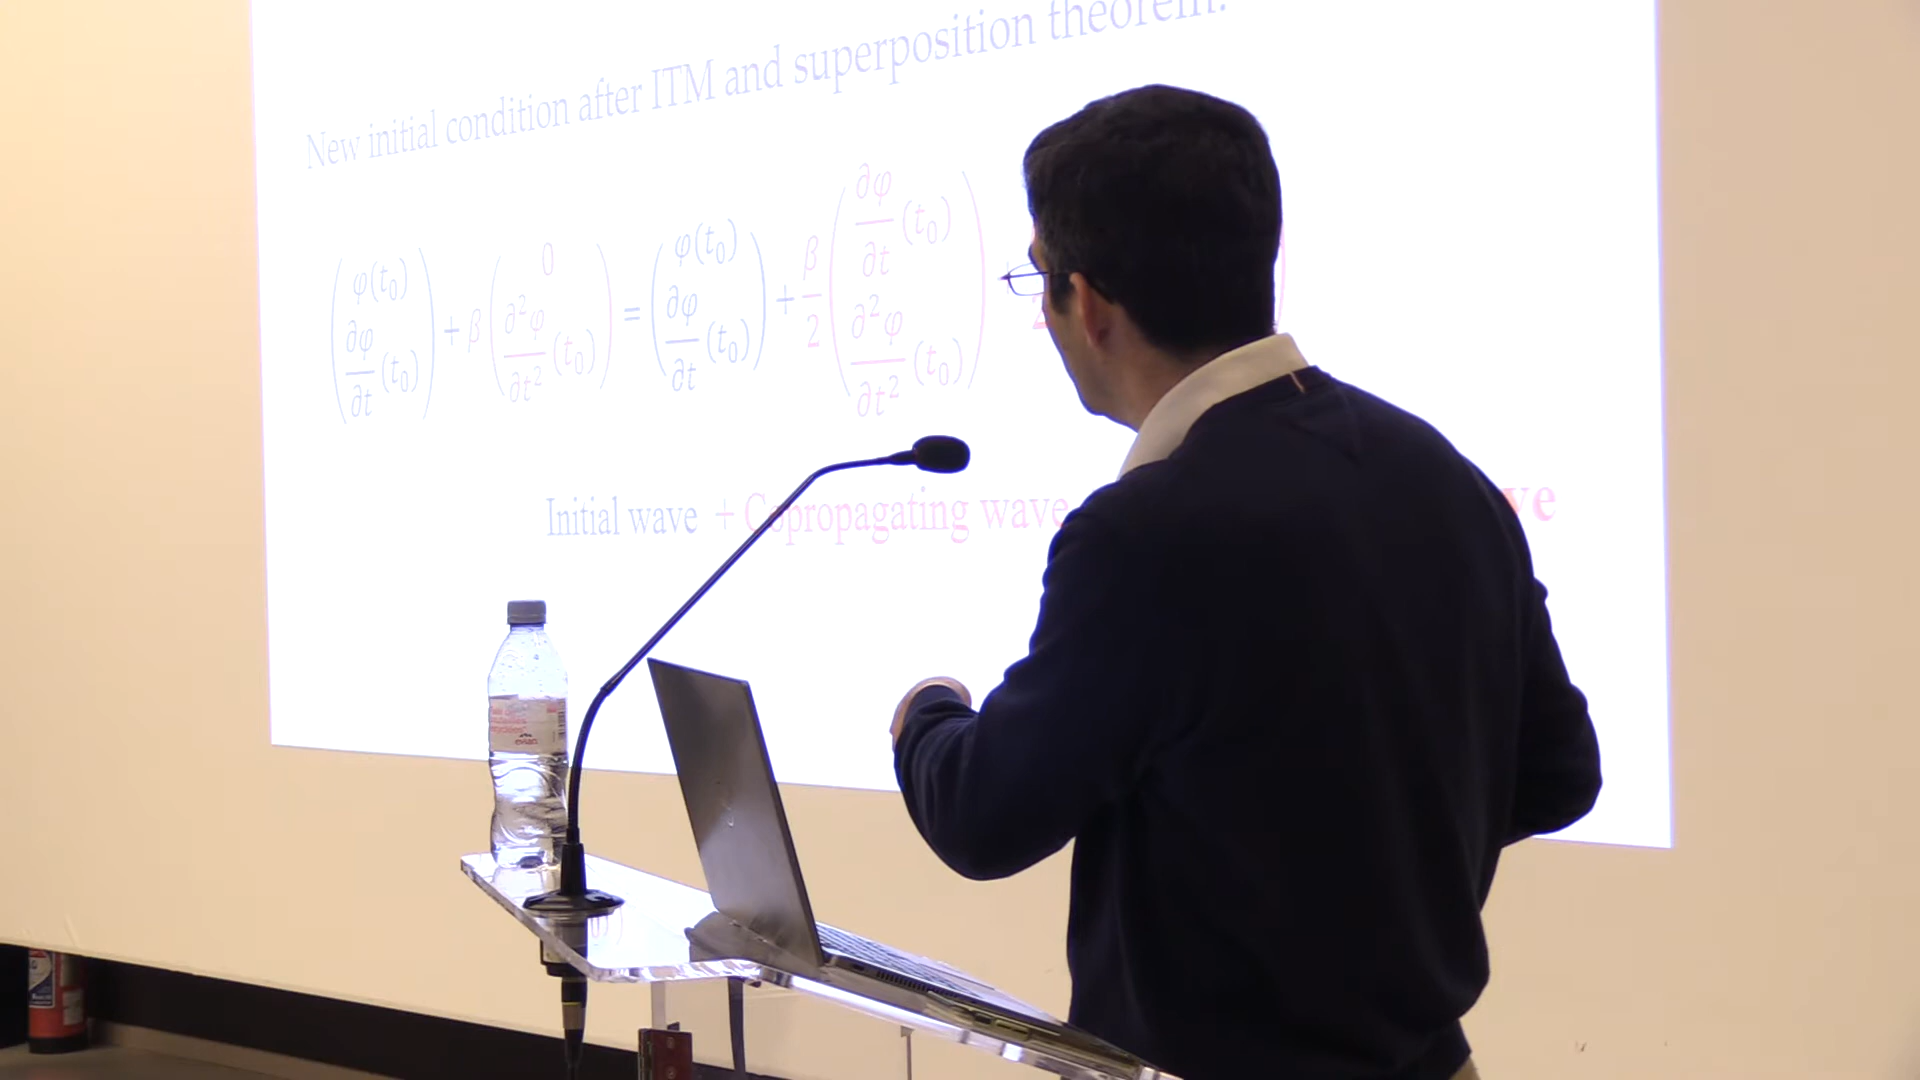 New initial condition after ITM and superposition theorem:
(φ(t₀) ∂φ/∂t (t₀)) + β (0 ∂²φ/∂t² (t₀)) = (φ(t₀) ∂φ/∂t (t₀)) + β/2 (∂φ/∂t (t₀) ∂²φ/∂t² (t₀))
Initial wave + Copropagating wave
evian